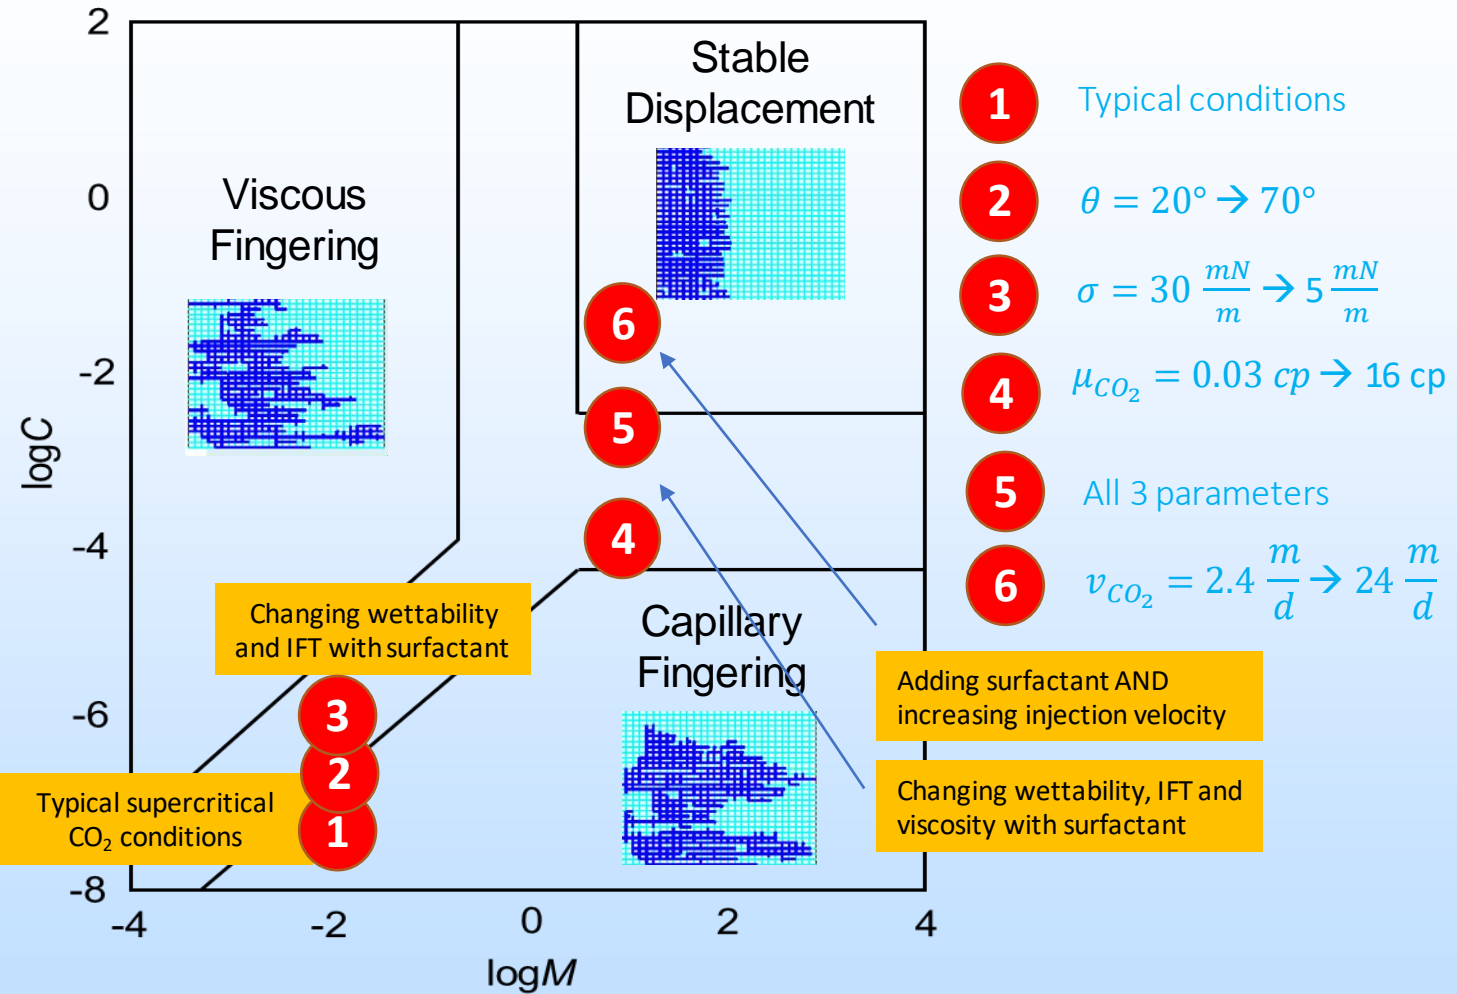 2
0
-2
-4
-6
-8
logC
-4
-2
0
2
4
logM
Viscous
Fingering
Stable
Displacement
Capillary
Fingering
6
5
4
3
2
1
Changing wettability
and IFT with surfactant
Typical supercritical
CO₂ conditions
Adding surfactant AND
increasing injection velocity
Changing wettability, IFT and
viscosity with surfactant
1 Typical conditions
2 θ = 20° → 70°
3 σ = 30 mN/m → 5 mN/m
4 μ_CO₂ = 0.03 cp → 16 cp
5 All 3 parameters
6 v_CO₂ = 2.4 m/d → 24 m/d